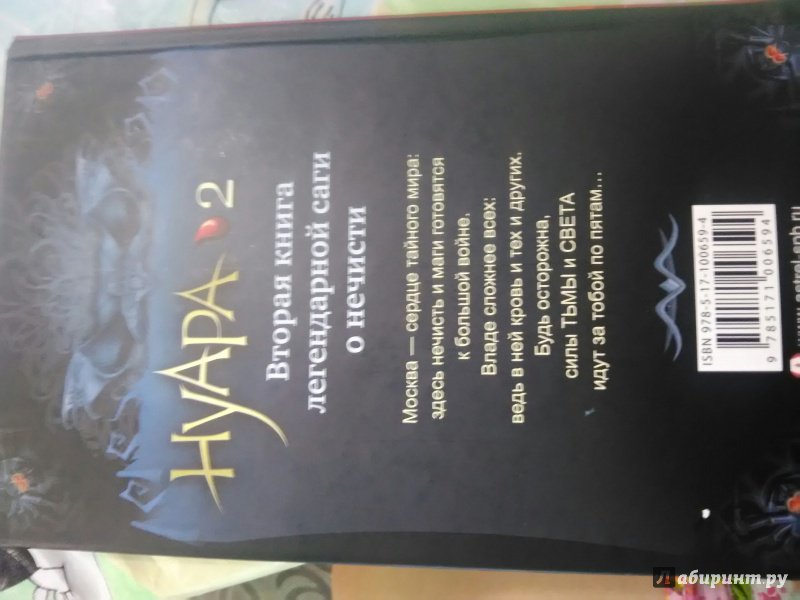 НУАРА 2
Вторая книга
легендарной саги
о нечисти
Москва — сердце тайного мира:
здесь нечисть и маги готовятся
к большой войне.
Владе сложнее всех:
ведь в ней кровь и тех и других.
Будь осторожна,
силы ТЬМЫ и СВЕТА
идут за тобой по пятам...
ISBN 978-5-17-100659-4
9 785171 006594
Лабиринт.ру